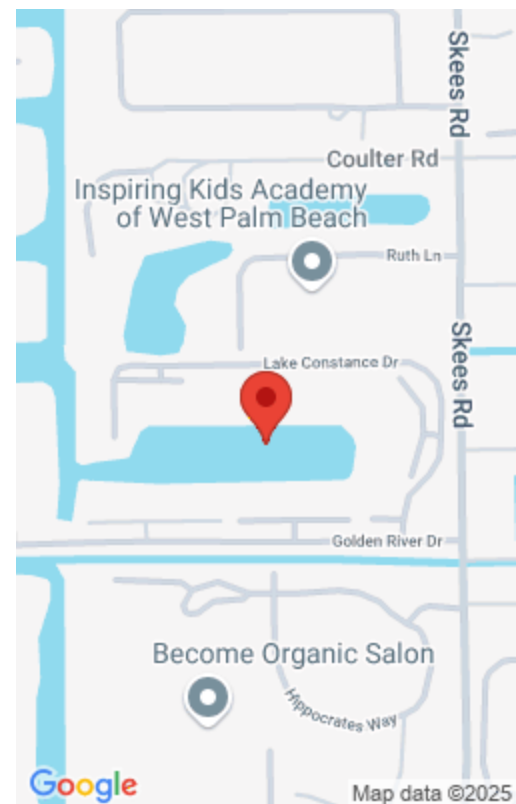 Skees Rd
Coulter Rd
Inspiring Kids Academy
of West Palm Beach
Ruth Ln
Lake Constance Dr
Skees Rd
Golden River Dr
Become Organic Salon
Hippocrates Way
Google
Map data ©2025